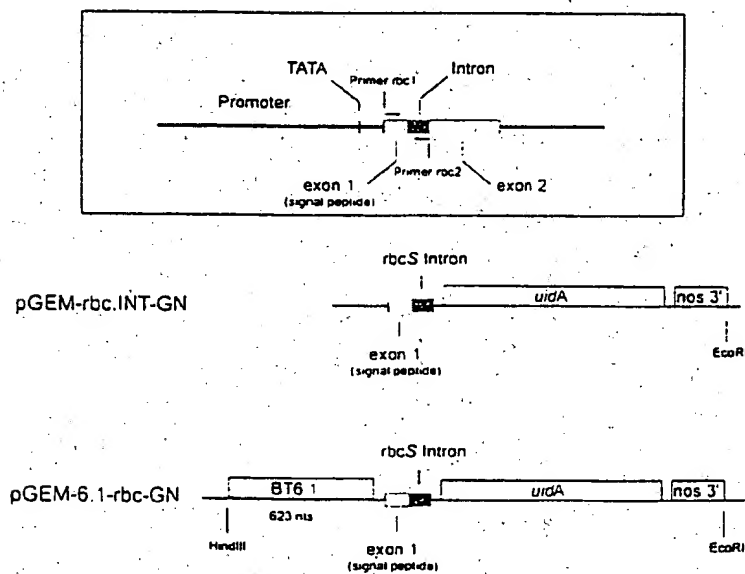 TATA
Primer rbc1
Intron
Promoter
exon 1
(signal peptide)
Primer rbc2
exon 2
rbcS Intron
pGEM-rbc.INT-GN
uidA
nos 3'
exon 1
(signal peptide)
EcoRI
rbcS Intron
pGEM-6.1-rbc-GN
BT6.1
uidA
nos 3'
623 nts
HindIII
exon 1
(signal peptide)
EcoRI